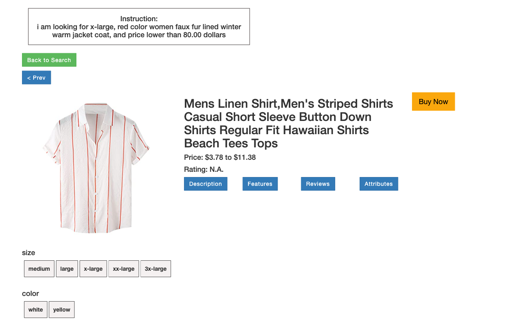 Instruction:
i am looking for x-large, red color women faux fur lined winter
warm jacket coat, and price lower than 80.00 dollars
Back to Search
< Prev
Mens Linen Shirt,Men's Striped Shirts
Casual Short Sleeve Button Down
Shirts Regular Fit Hawaiian Shirts
Beach Tees Tops
Buy Now
Price: $3.78 to $11.38
Rating: N.A.
Description Features Reviews Attributes
size
medium large x-large xx-large 3x-large
color
white yellow